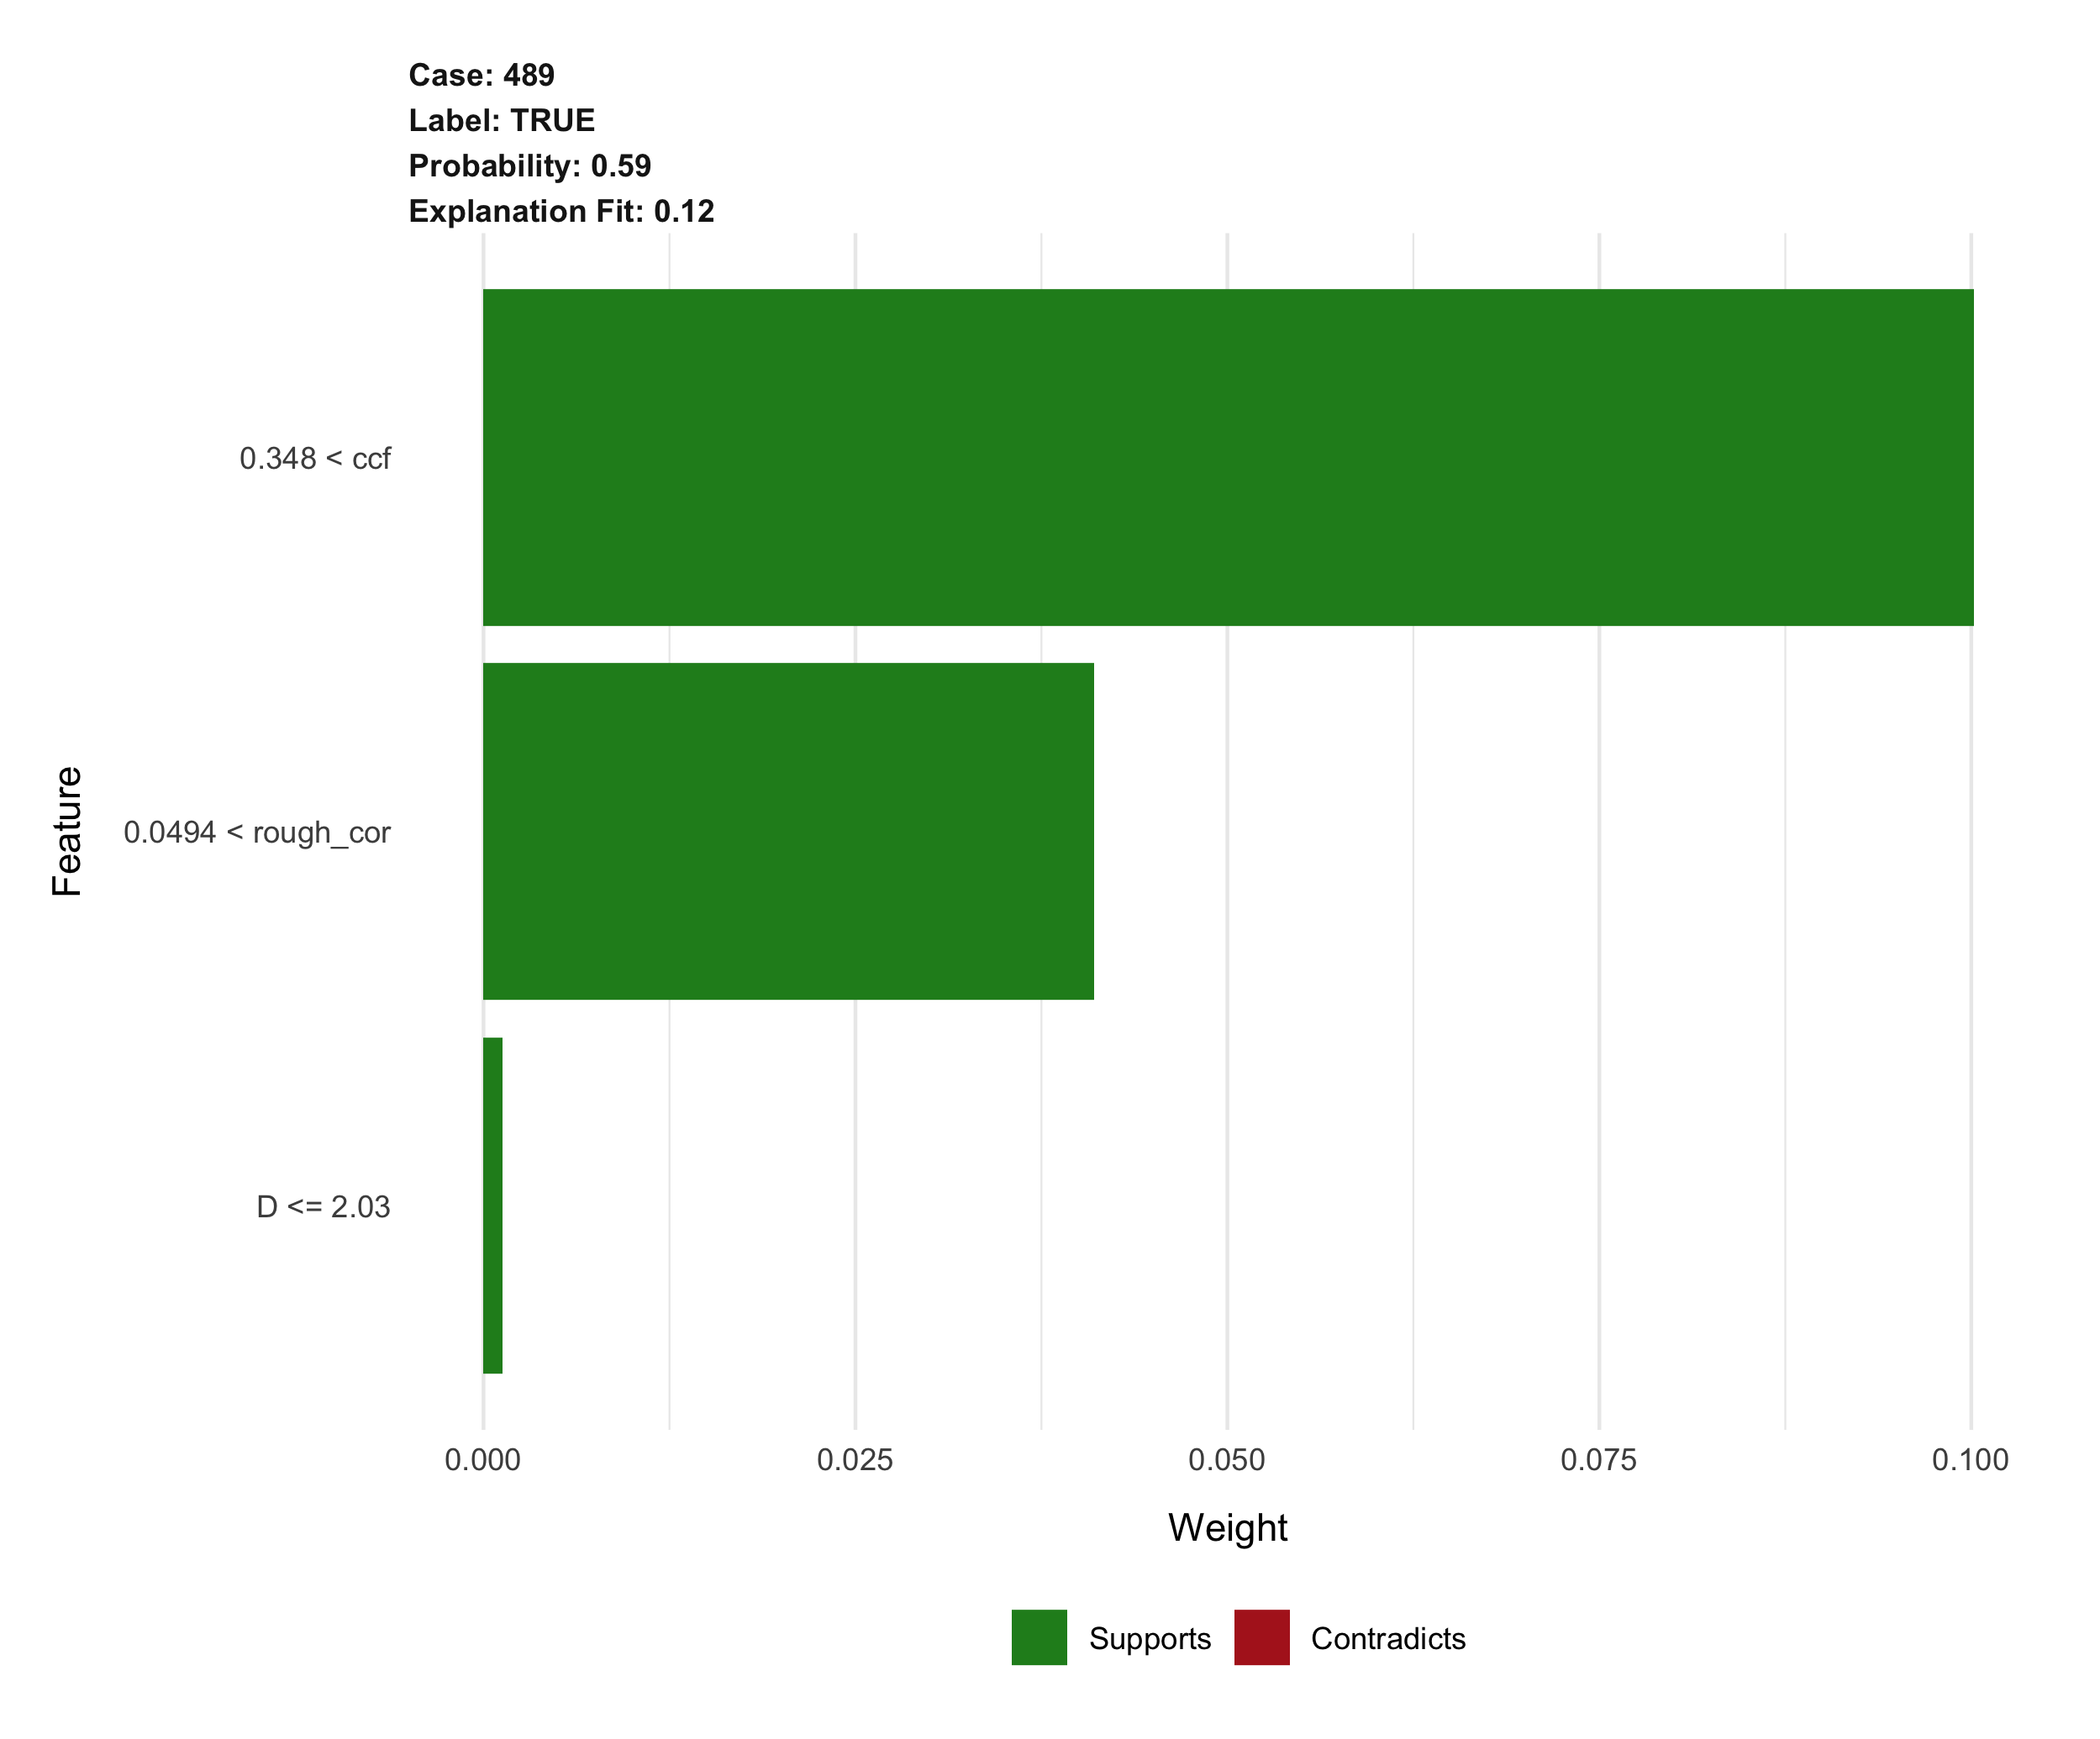 Case: 489
Label: TRUE
Probability: 0.59
Explanation Fit: 0.12
0.348 < ccf
0.0494 < rough_cor
D <= 2.03
Feature
0.000 0.025 0.050 0.075 0.100
Weight
Supports Contradicts